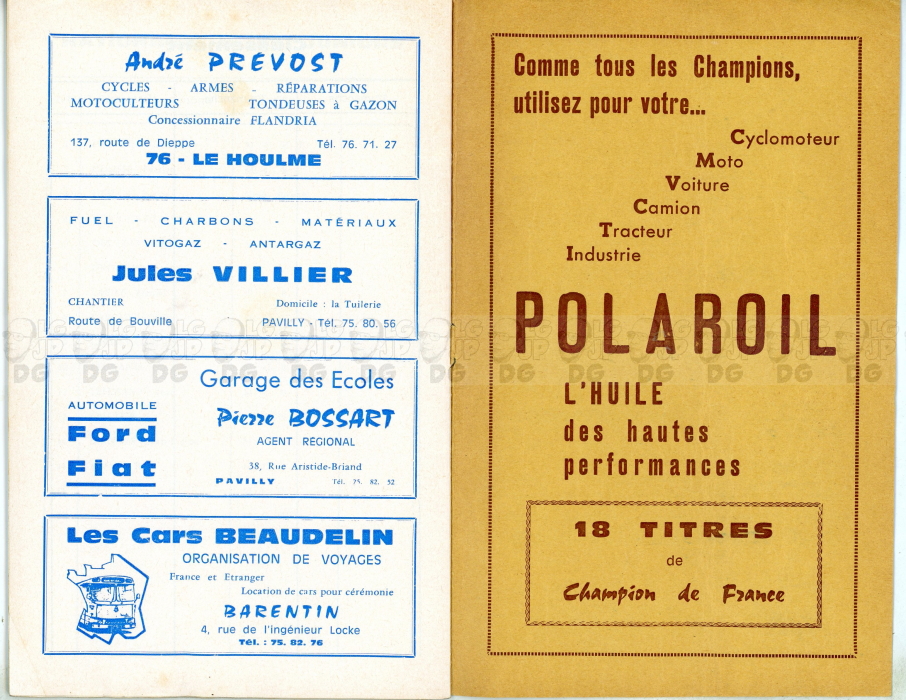 André PREVOST
CYCLES - ARMES - RÉPARATIONS
MOTOCULTEURS TONDEUSES à GAZON
Concessionnaire FLANDRIA
137, route de Dieppe Tél. 76. 71. 27
76 - LE HOULME
FUEL - CHARBONS - MATÉRIAUX
VITOGAZ - ANTARGAZ
Jules VILLIER
CHANTIER Domicile : la Tuilerie
Route de Bouville PAVILLY - Tél. 75. 80. 56
Garage des Ecoles
AUTOMOBILE
Pierre BOSSART
Ford
AGENT RÉGIONAL
Fiat
38, Rue Aristide-Briand
PAVILLY Tél. 75. 82. 52
Les Cars BEAUDELIN
ORGANISATION DE VOYAGES
France et Etranger
Location de cars pour cérémonie
BARENTIN
4, rue de l'ingénieur Locke
Tél. : 75. 82. 76
Comme tous les Champions,
utilisez pour votre...
Cyclomoteur
Moto
Voiture
Camion
Tracteur
Industrie
POLAROIL
L'HUILE
des hautes
performances
18 TITRES
de
Champion de France